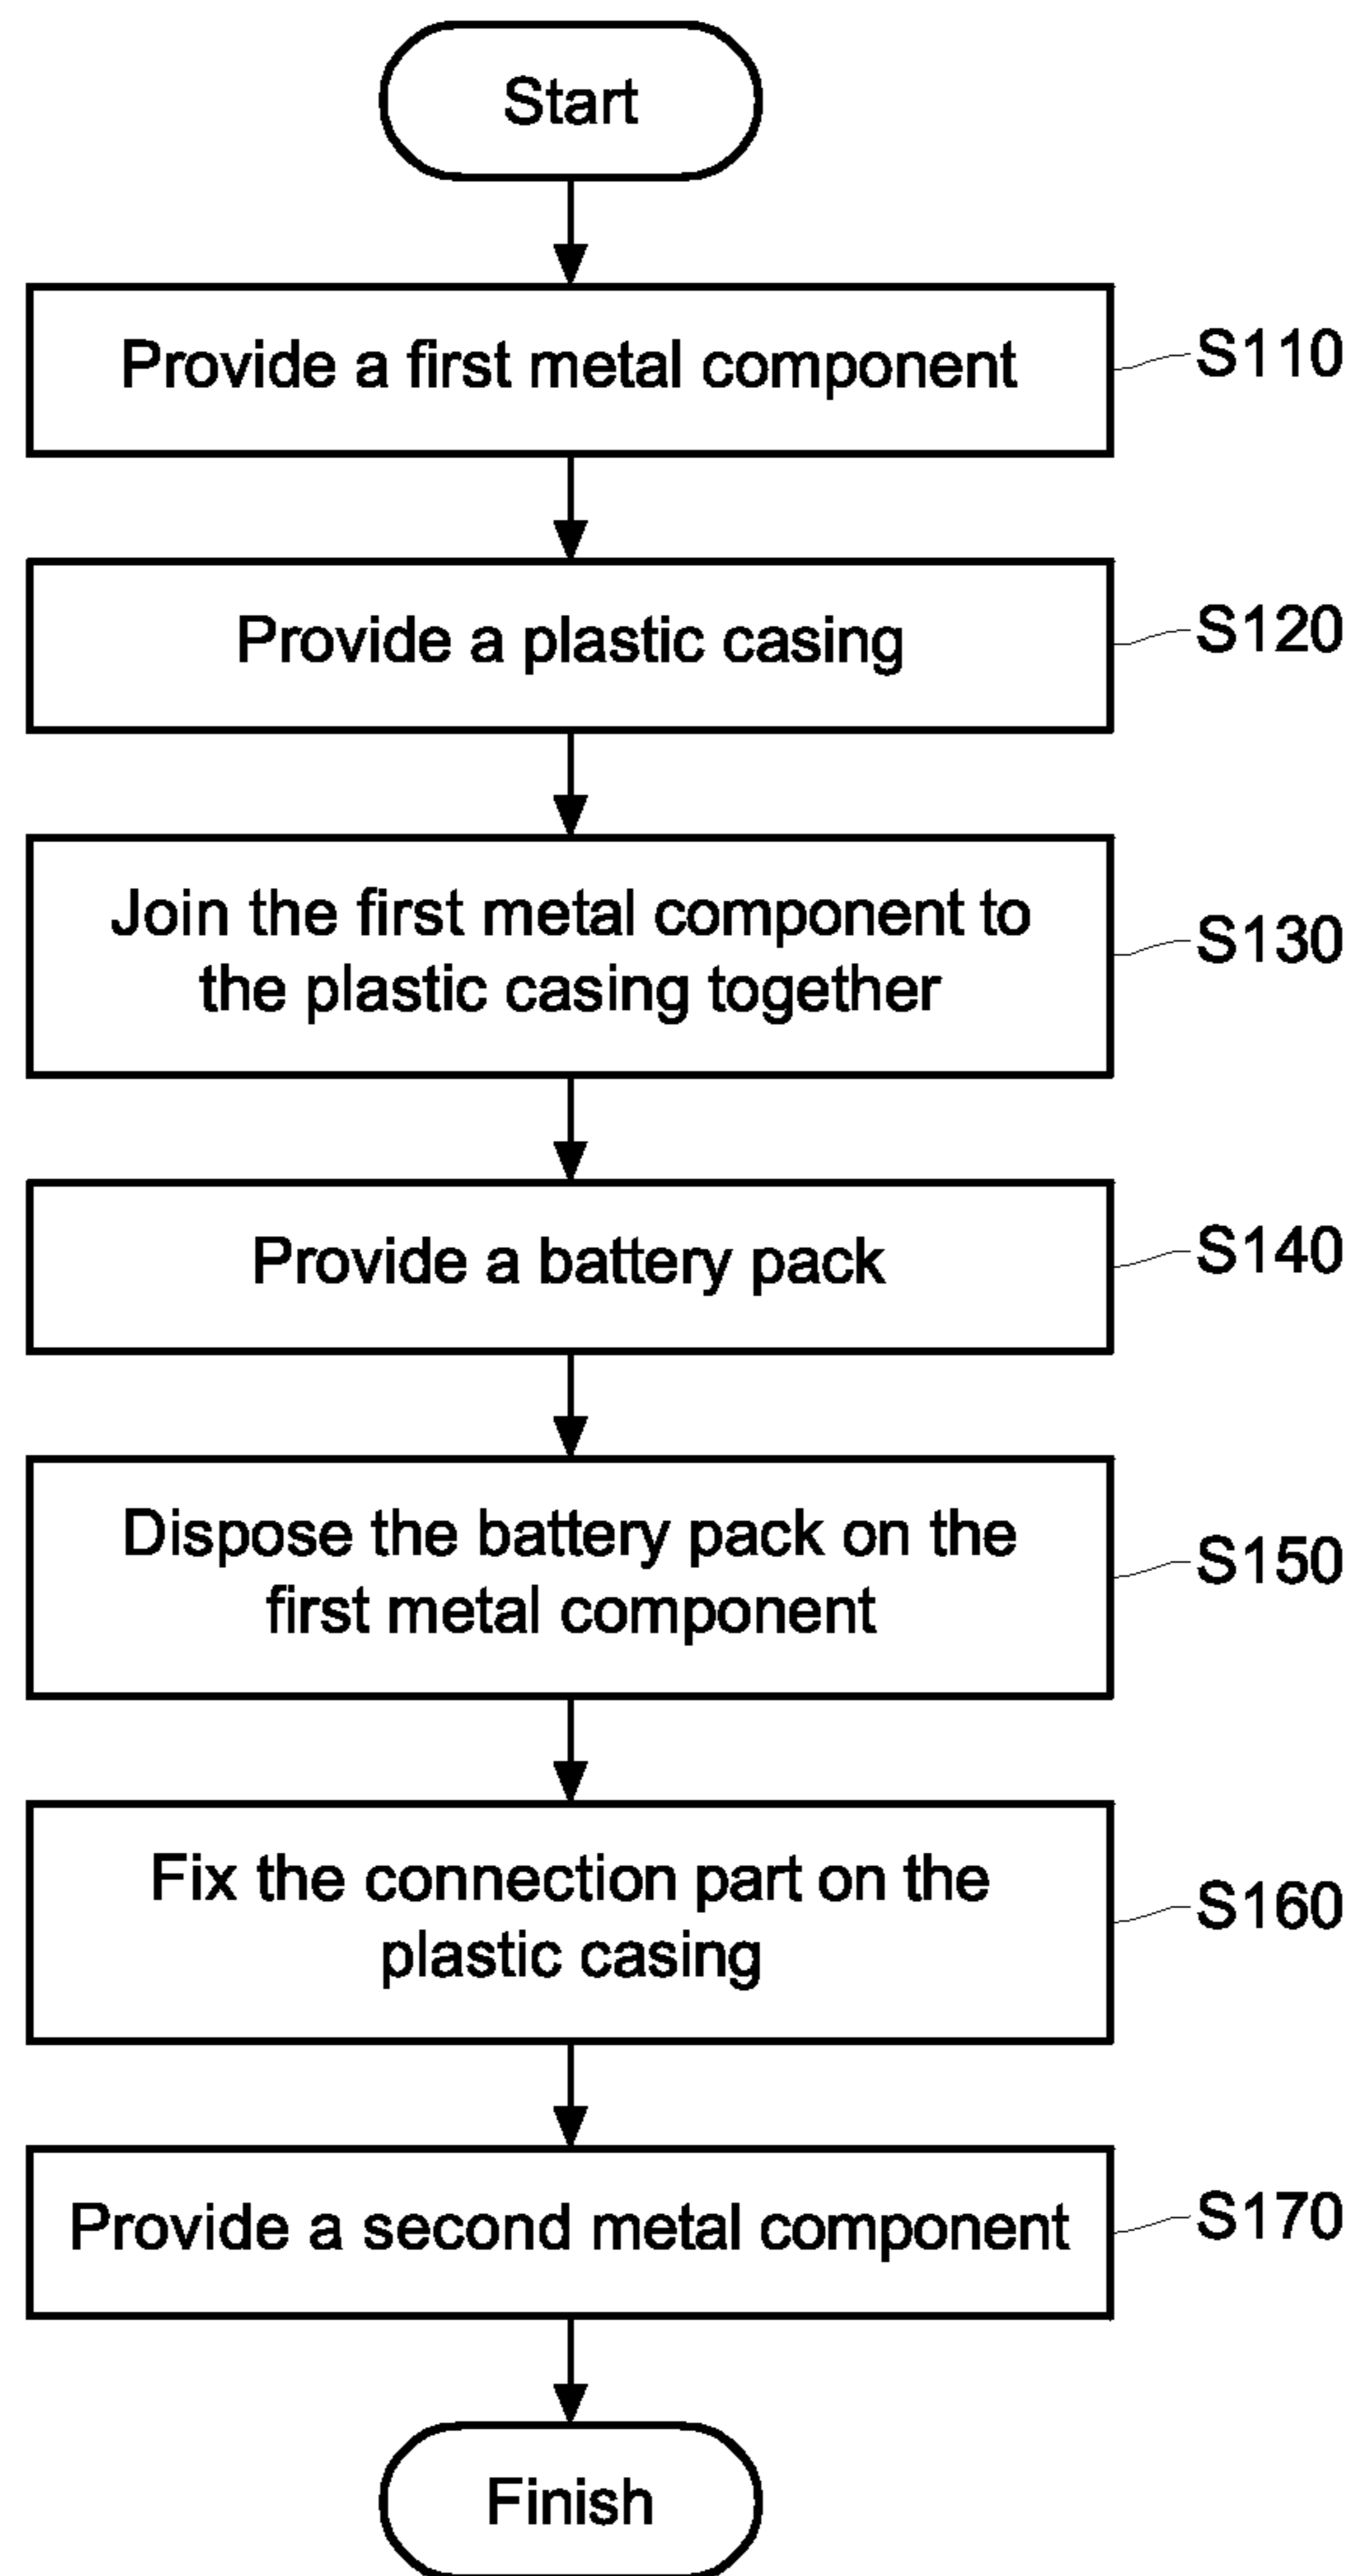 Start
Provide a first metal component
S110
Provide a plastic casing
S120
Join the first metal component to
the plastic casing together
S130
Provide a battery pack
S140
Dispose the battery pack on the
first metal component
S150
Fix the connection part on the
plastic casing
S160
Provide a second metal component
S170
Finish